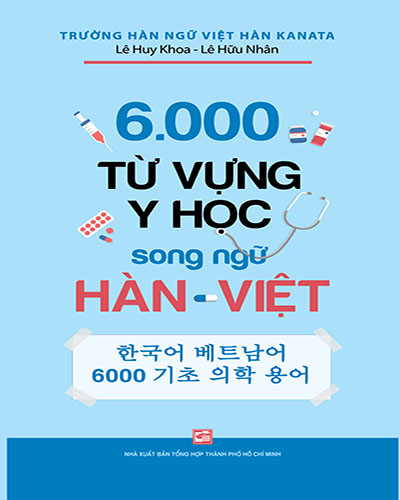 TRƯỜNG HÀN NGỮ VIỆT HÀN KANATA
Lê Huy Khoa - Lê Hữu Nhân
6.000
TỪ VỰNG
Y HỌC
song ngữ
HÀN-VIỆT
한국어 베트남어
6000 기초 의학 용어
NHÀ XUẤT BẢN TỔNG HỢP THÀNH PHỐ HỒ CHÍ MINH